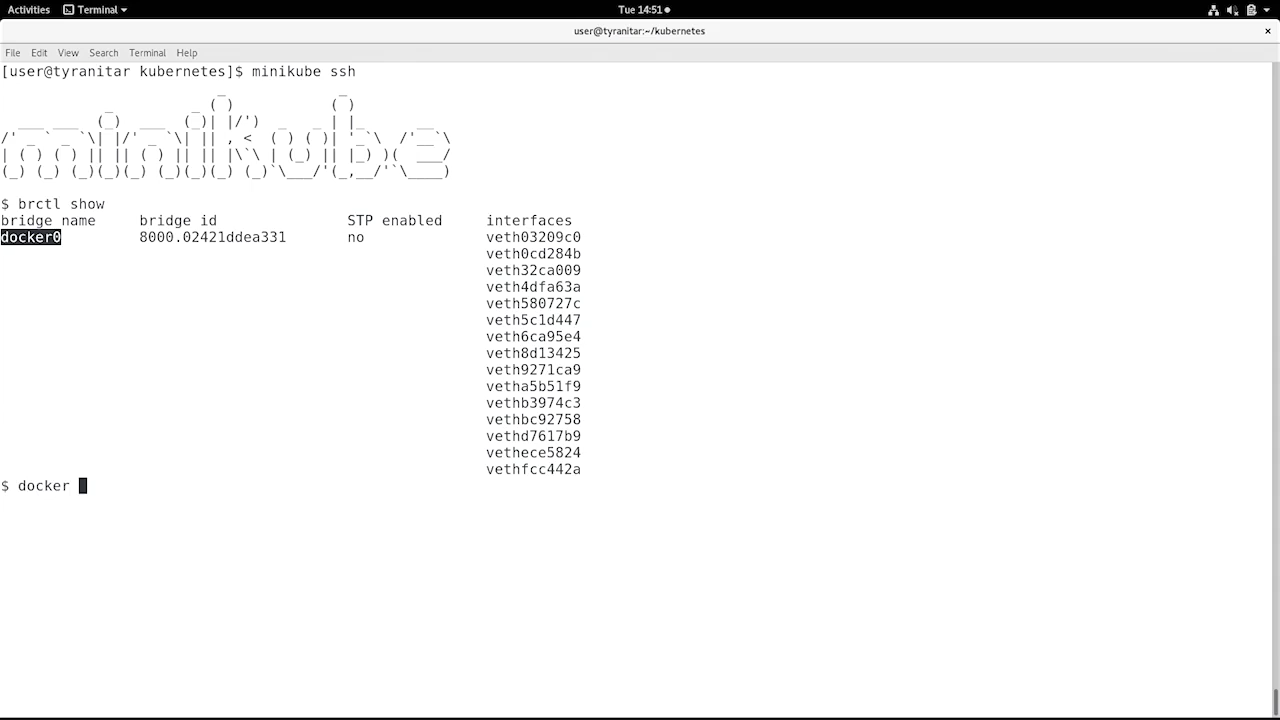 Activities Terminal Tue 14:51
user@tyranitar:~/kubernetes ×
File Edit View Search Terminal Help
[user@tyranitar kubernetes]$ minikube ssh
minikube
$ brctl show
bridge name bridge id STP enabled interfaces
docker0 8000.02421ddea331 no veth03209c0
veth0cd284b
veth32ca009
veth4dfa63a
veth580727c
veth5c1d447
veth6ca95e4
veth8d13425
veth9271ca9
vetha5b51f9
vethb3974c3
vethbc92758
vethd7617b9
vethece5824
vethfcc442a
$ docker